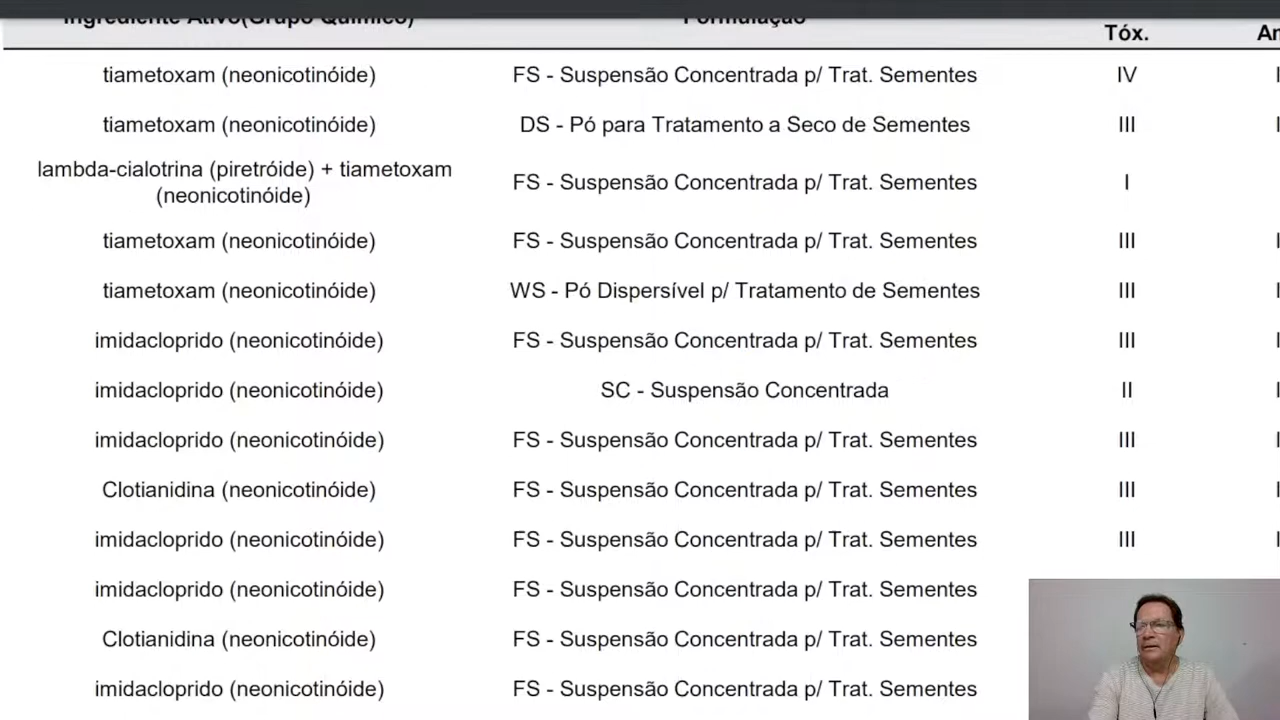 Ingrediente Ativo(Grupo Químico) Formulação
Tóx.
tiametoxam (neonicotinóide) FS - Suspensão Concentrada p/ Trat. Sementes IV
tiametoxam (neonicotinóide) DS - Pó para Tratamento a Seco de Sementes III
lambda-cialotrina (piretróide) + tiametoxam
(neonicotinóide) FS - Suspensão Concentrada p/ Trat. Sementes I
tiametoxam (neonicotinóide) FS - Suspensão Concentrada p/ Trat. Sementes III
tiametoxam (neonicotinóide) WS - Pó Dispersível p/ Tratamento de Sementes III
imidacloprido (neonicotinóide) FS - Suspensão Concentrada p/ Trat. Sementes III
imidacloprido (neonicotinóide) SC - Suspensão Concentrada II
imidacloprido (neonicotinóide) FS - Suspensão Concentrada p/ Trat. Sementes III
Clotianidina (neonicotinóide) FS - Suspensão Concentrada p/ Trat. Sementes III
imidacloprido (neonicotinóide) FS - Suspensão Concentrada p/ Trat. Sementes III
imidacloprido (neonicotinóide) FS - Suspensão Concentrada p/ Trat. Sementes
Clotianidina (neonicotinóide) FS - Suspensão Concentrada p/ Trat. Sementes
imidacloprido (neonicotinóide) FS - Suspensão Concentrada p/ Trat. Sementes